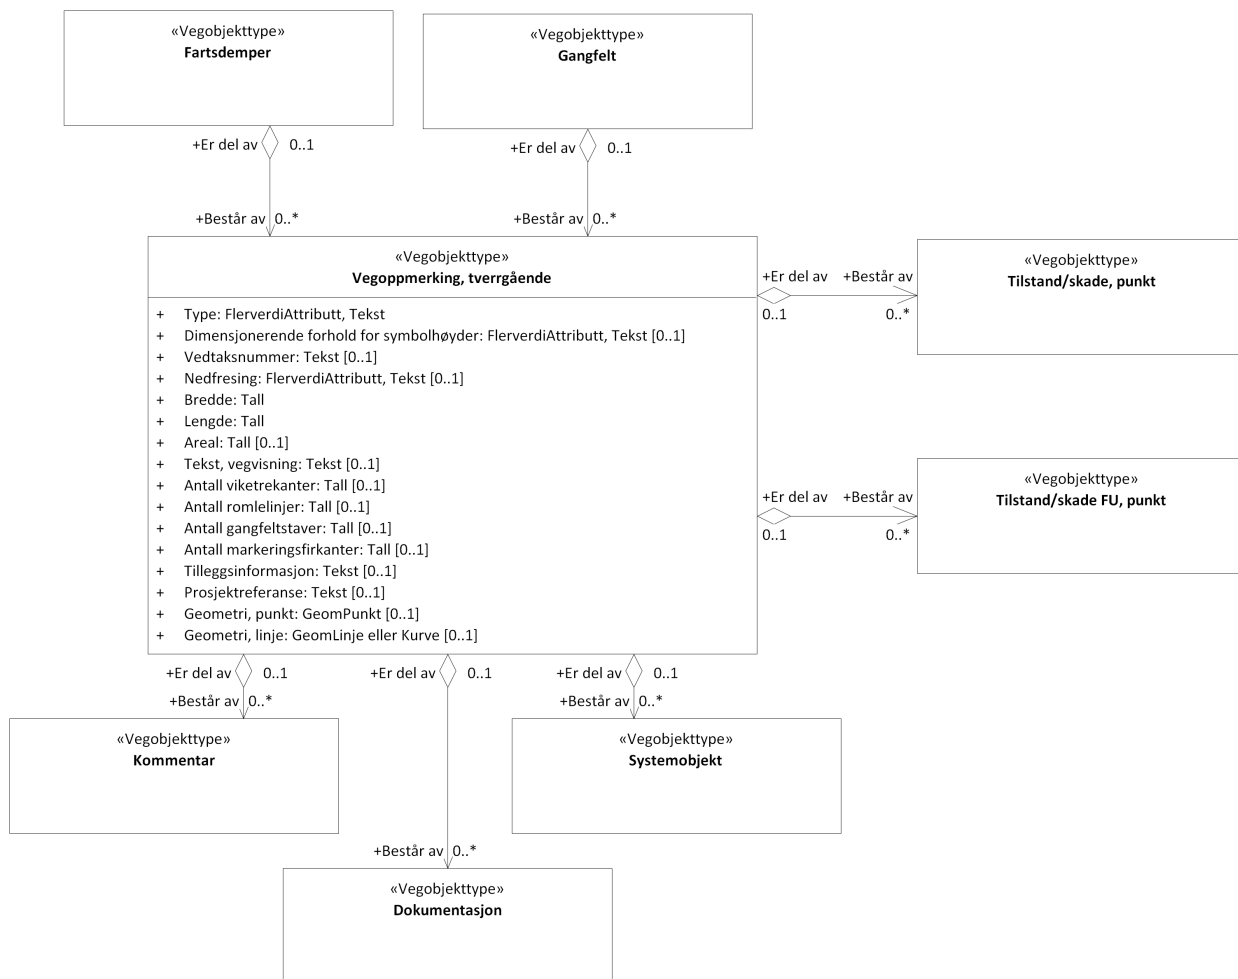 «Vegobjekttype»
Fartsdemper
«Vegobjekttype»
Gangfelt
+Er del av 0..1
+Er del av 0..1
+Består av 0..*
+Består av 0..*
«Vegobjekttype»
Vegoppmerking, tverrgående
+ Type: FlerverdiAttributt, Tekst
+ Dimensjonerende forhold for symbolhøyder: FlerverdiAttributt, Tekst [0..1]
+ Vedtaksnummer: Tekst [0..1]
+ Nedfresing: FlerverdiAttributt, Tekst [0..1]
+ Bredde: Tall
+ Lengde: Tall
+ Areal: Tall [0..1]
+ Tekst, vegvisning: Tekst [0..1]
+ Antall viketrekanter: Tall [0..1]
+ Antall romlelinjer: Tall [0..1]
+ Antall gangfeltstaver: Tall [0..1]
+ Antall markeringsfirkanter: Tall [0..1]
+ Tilleggsinformasjon: Tekst [0..1]
+ Prosjektreferanse: Tekst [0..1]
+ Geometri, punkt: GeomPunkt [0..1]
+ Geometri, linje: GeomLinje eller Kurve [0..1]
+Er del av +Består av
0..1 0..*
«Vegobjekttype»
Tilstand/skade, punkt
+Er del av +Består av
0..1 0..*
«Vegobjekttype»
Tilstand/skade FU, punkt
+Er del av 0..1
+Er del av 0..1
+Er del av 0..1
+Består av 0..*
+Består av 0..*
«Vegobjekttype»
Kommentar
«Vegobjekttype»
Systemobjekt
+Består av 0..*
«Vegobjekttype»
Dokumentasjon